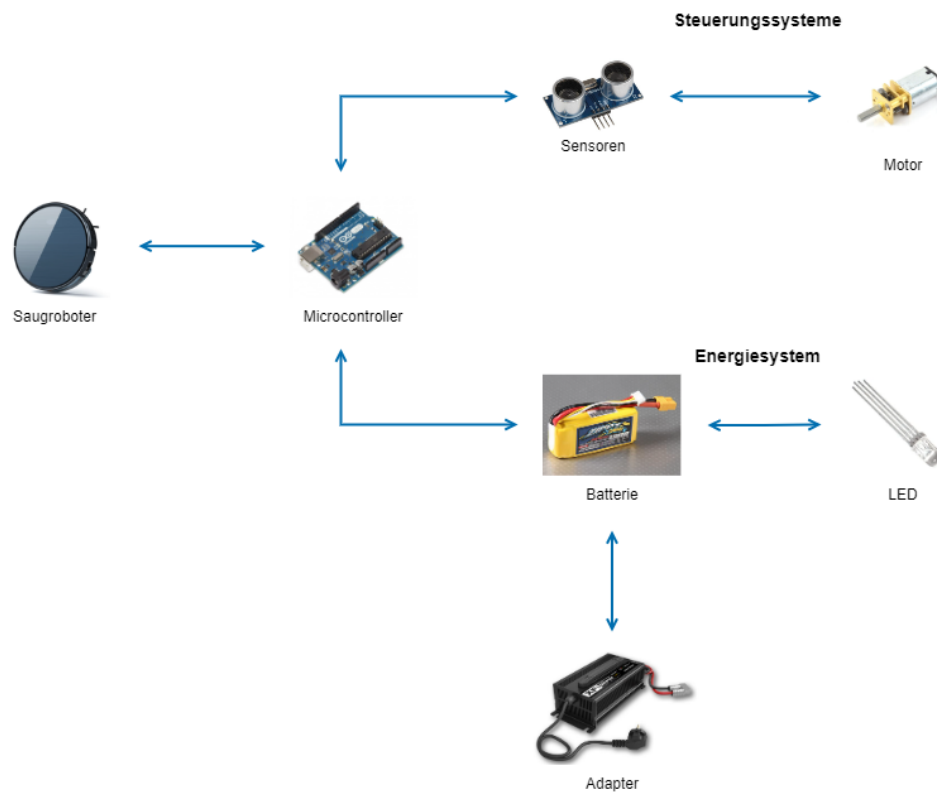 Steuerungssysteme
Sensoren
Motor
Saugroboter
Microcontroller
Energiesystem
Batterie
LED
Adapter